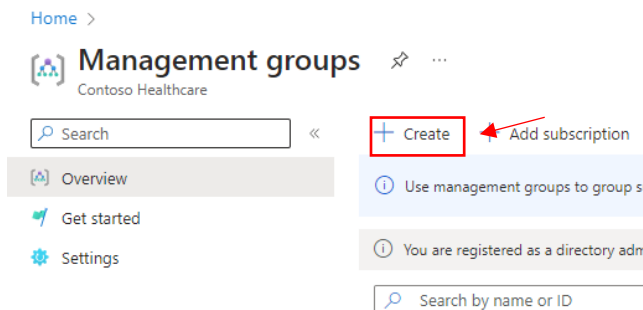 Home >
Management groups
Contoso Healthcare
Search
Create
Add subscription
Overview
Use management groups to group s
Get started
You are registered as a directory adm
Settings
Search by name or ID